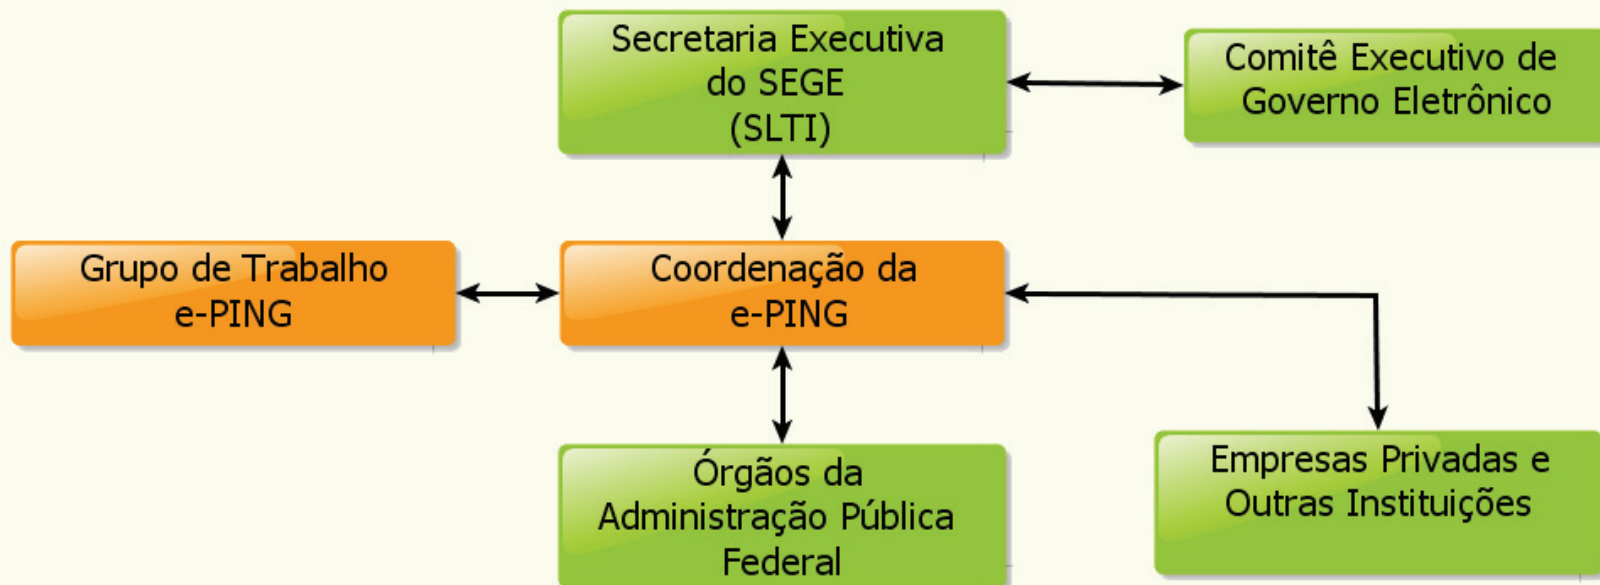 Secretaria Executiva
do SEGE
(SLTI)
Comitê Executivo de
Governo Eletrônico
Grupo de Trabalho
e-PING
Coordenação da
e-PING
Órgãos da
Administração Pública
Federal
Empresas Privadas e
Outras Instituições